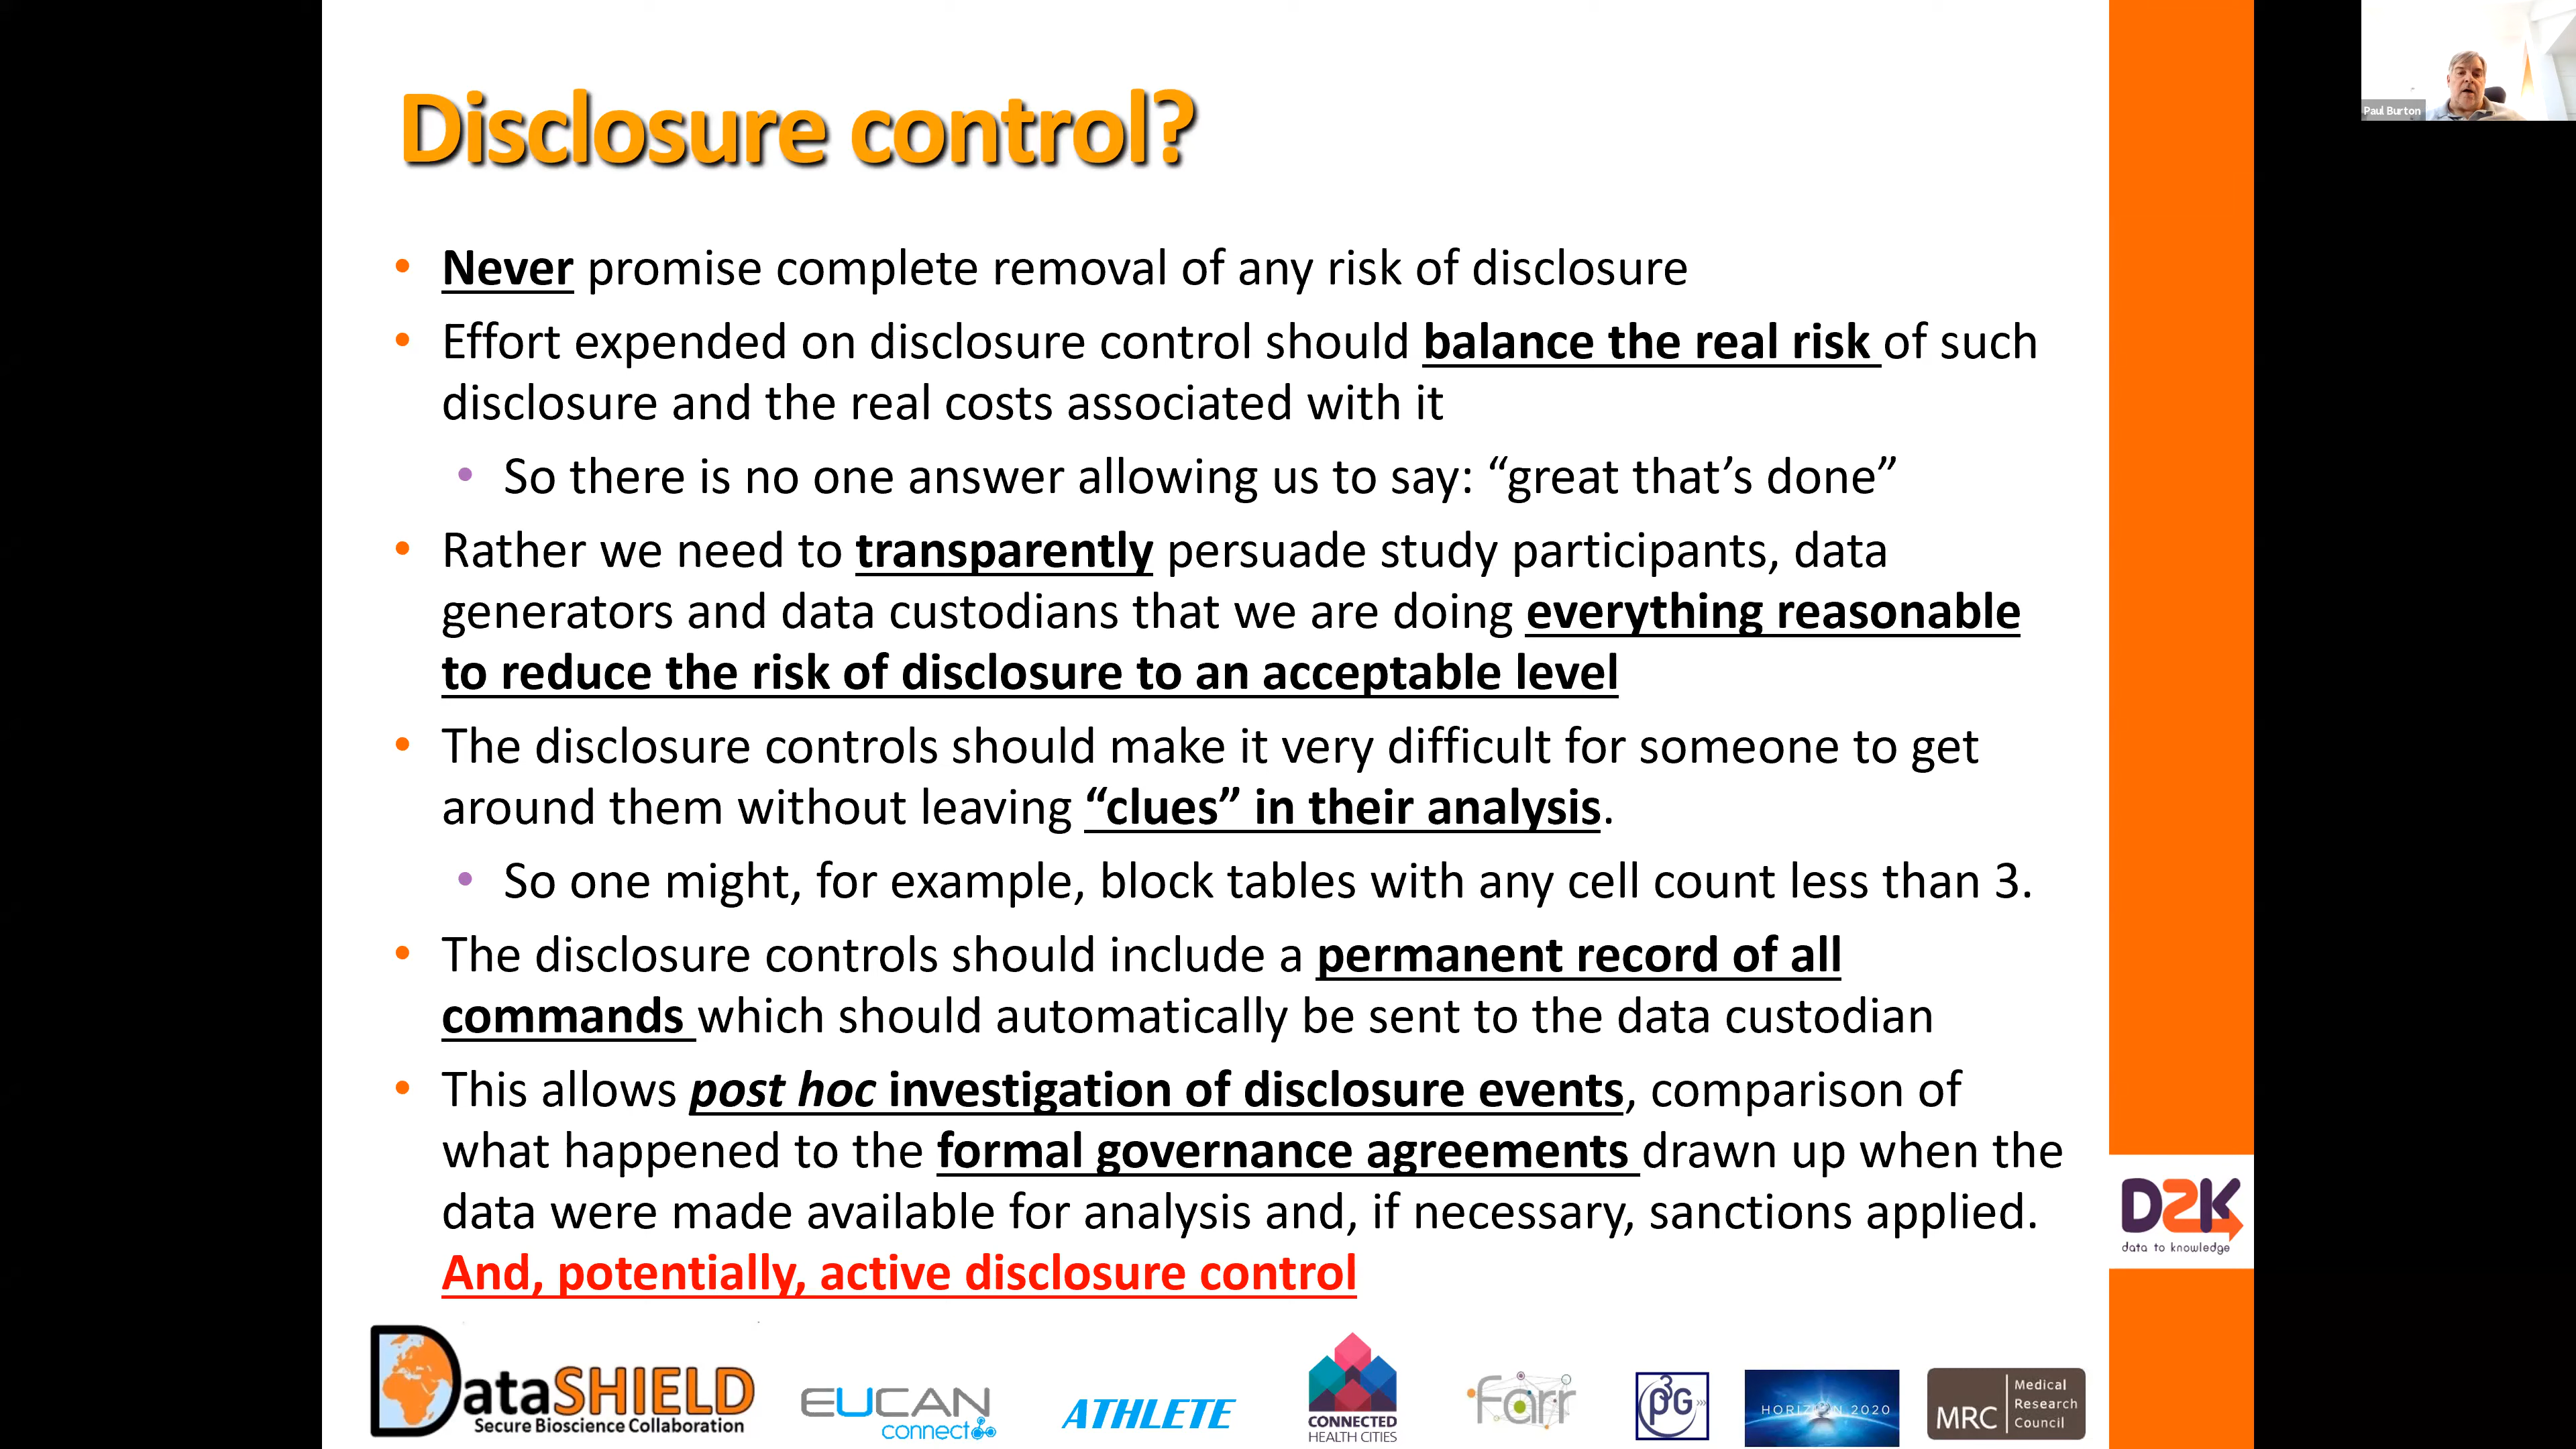 Disclosure control?
Paul Burton
• Never promise complete removal of any risk of disclosure
• Effort expended on disclosure control should balance the real risk of such
disclosure and the real costs associated with it
• So there is no one answer allowing us to say: “great that’s done”
• Rather we need to transparently persuade study participants, data
generators and data custodians that we are doing everything reasonable
to reduce the risk of disclosure to an acceptable level
• The disclosure controls should make it very difficult for someone to get
around them without leaving “clues” in their analysis.
• So one might, for example, block tables with any cell count less than 3.
• The disclosure controls should include a permanent record of all
commands which should automatically be sent to the data custodian
• This allows post hoc investigation of disclosure events, comparison of
what happened to the formal governance agreements drawn up when the
data were made available for analysis and, if necessary, sanctions applied.
And, potentially, active disclosure control
D2K
data to knowledge
DataSHIELD
Secure Bioscience Collaboration
EUCAN
connect
ATHLETE
CONNECTED
HEALTH CITIES
Farr
P3G
HORIZON 2020
MRC
Medical
Research
Council